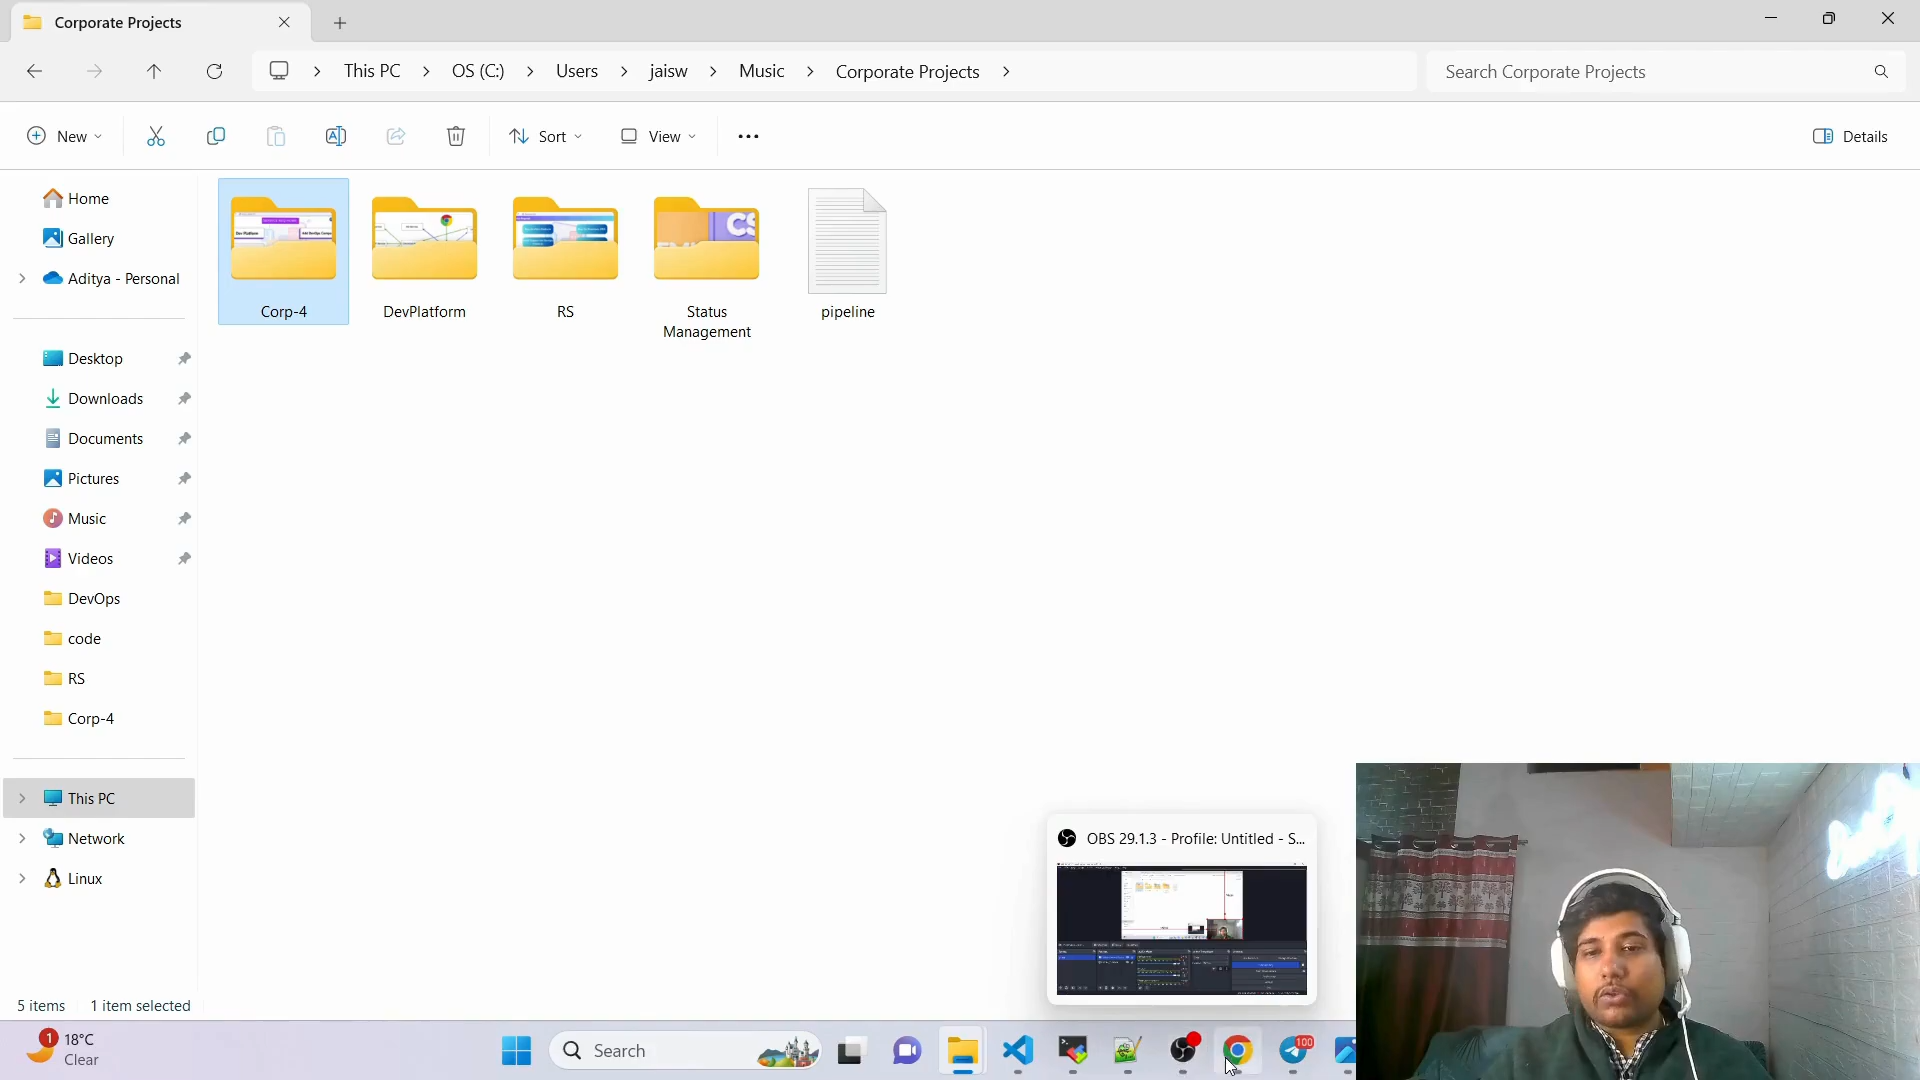 Corporate Projects
This PC
OS (C:)
Users
jaisw
Music
Corporate Projects
Search Corporate Projects
New
Sort
View
Details
Home
Gallery
Aditya - Personal
Desktop
Downloads
Documents
Pictures
Music
Videos
DevOps
code
RS
Corp-4
This PC
Network
Linux
Corp-4
DevPlatform
RS
CS
Status
Management
pipeline
OBS 29.1.3 - Profile: Untitled - S...
5 items
1 item selected
1
18°C
Clear
Search
100